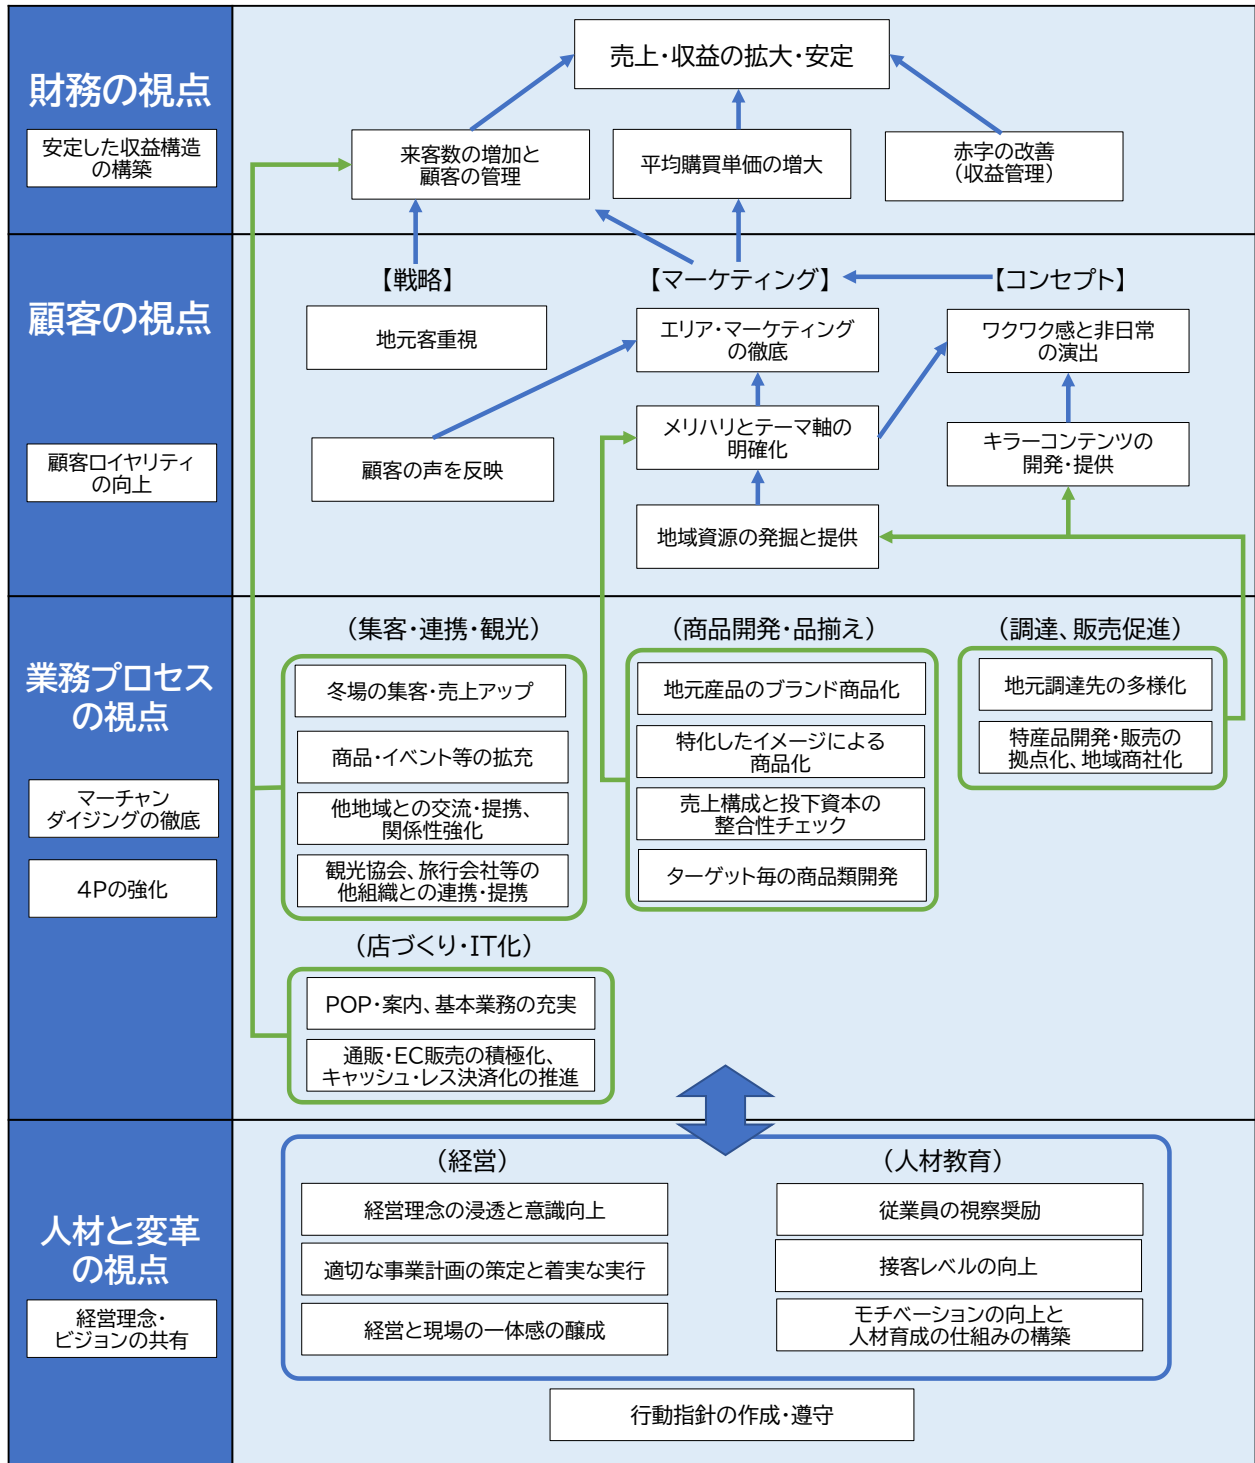 財務の視点
安定した収益構造
の構築
売上・収益の拡大・安定
来客数の増加と
顧客の管理
平均購買単価の増大
赤字の改善
（収益管理）
顧客の視点
顧客ロイヤリティ
の向上
【戦略】
【マーケティング】
【コンセプト】
地元客重視
エリア・マーケティング
の徹底
ワクワク感と非日常
の演出
顧客の声を反映
メリハリとテーマ軸の
明確化
キラーコンテンツの
開発・提供
地域資源の発掘と提供
業務プロセス
の視点
マーチャン
ダイジングの徹底
4Pの強化
（集客・連携・観光）
冬場の集客・売上アップ
商品・イベント等の拡充
他地域との交流・提携、
関係性強化
観光協会、旅行会社等の
他組織との連携・提携
（商品開発・品揃え）
地元産品のブランド商品化
特化したイメージによる
商品化
売上構成と投下資本の
整合性チェック
ターゲット毎の商品類開発
（調達、販売促進）
地元調達先の多様化
特産品開発・販売の
拠点化、地域商社化
（店づくり・IT化）
POP・案内、基本業務の充実
通販・EC販売の積極化、
キャッシュ・レス決済化の推進
人材と変革
の視点
経営理念・
ビジョンの共有
（経営）
経営理念の浸透と意識向上
適切な事業計画の策定と着実な実行
経営と現場の一体感の醸成
（人材教育）
従業員の視察奨励
接客レベルの向上
モチベーションの向上と
人材育成の仕組みの構築
行動指針の作成・遵守